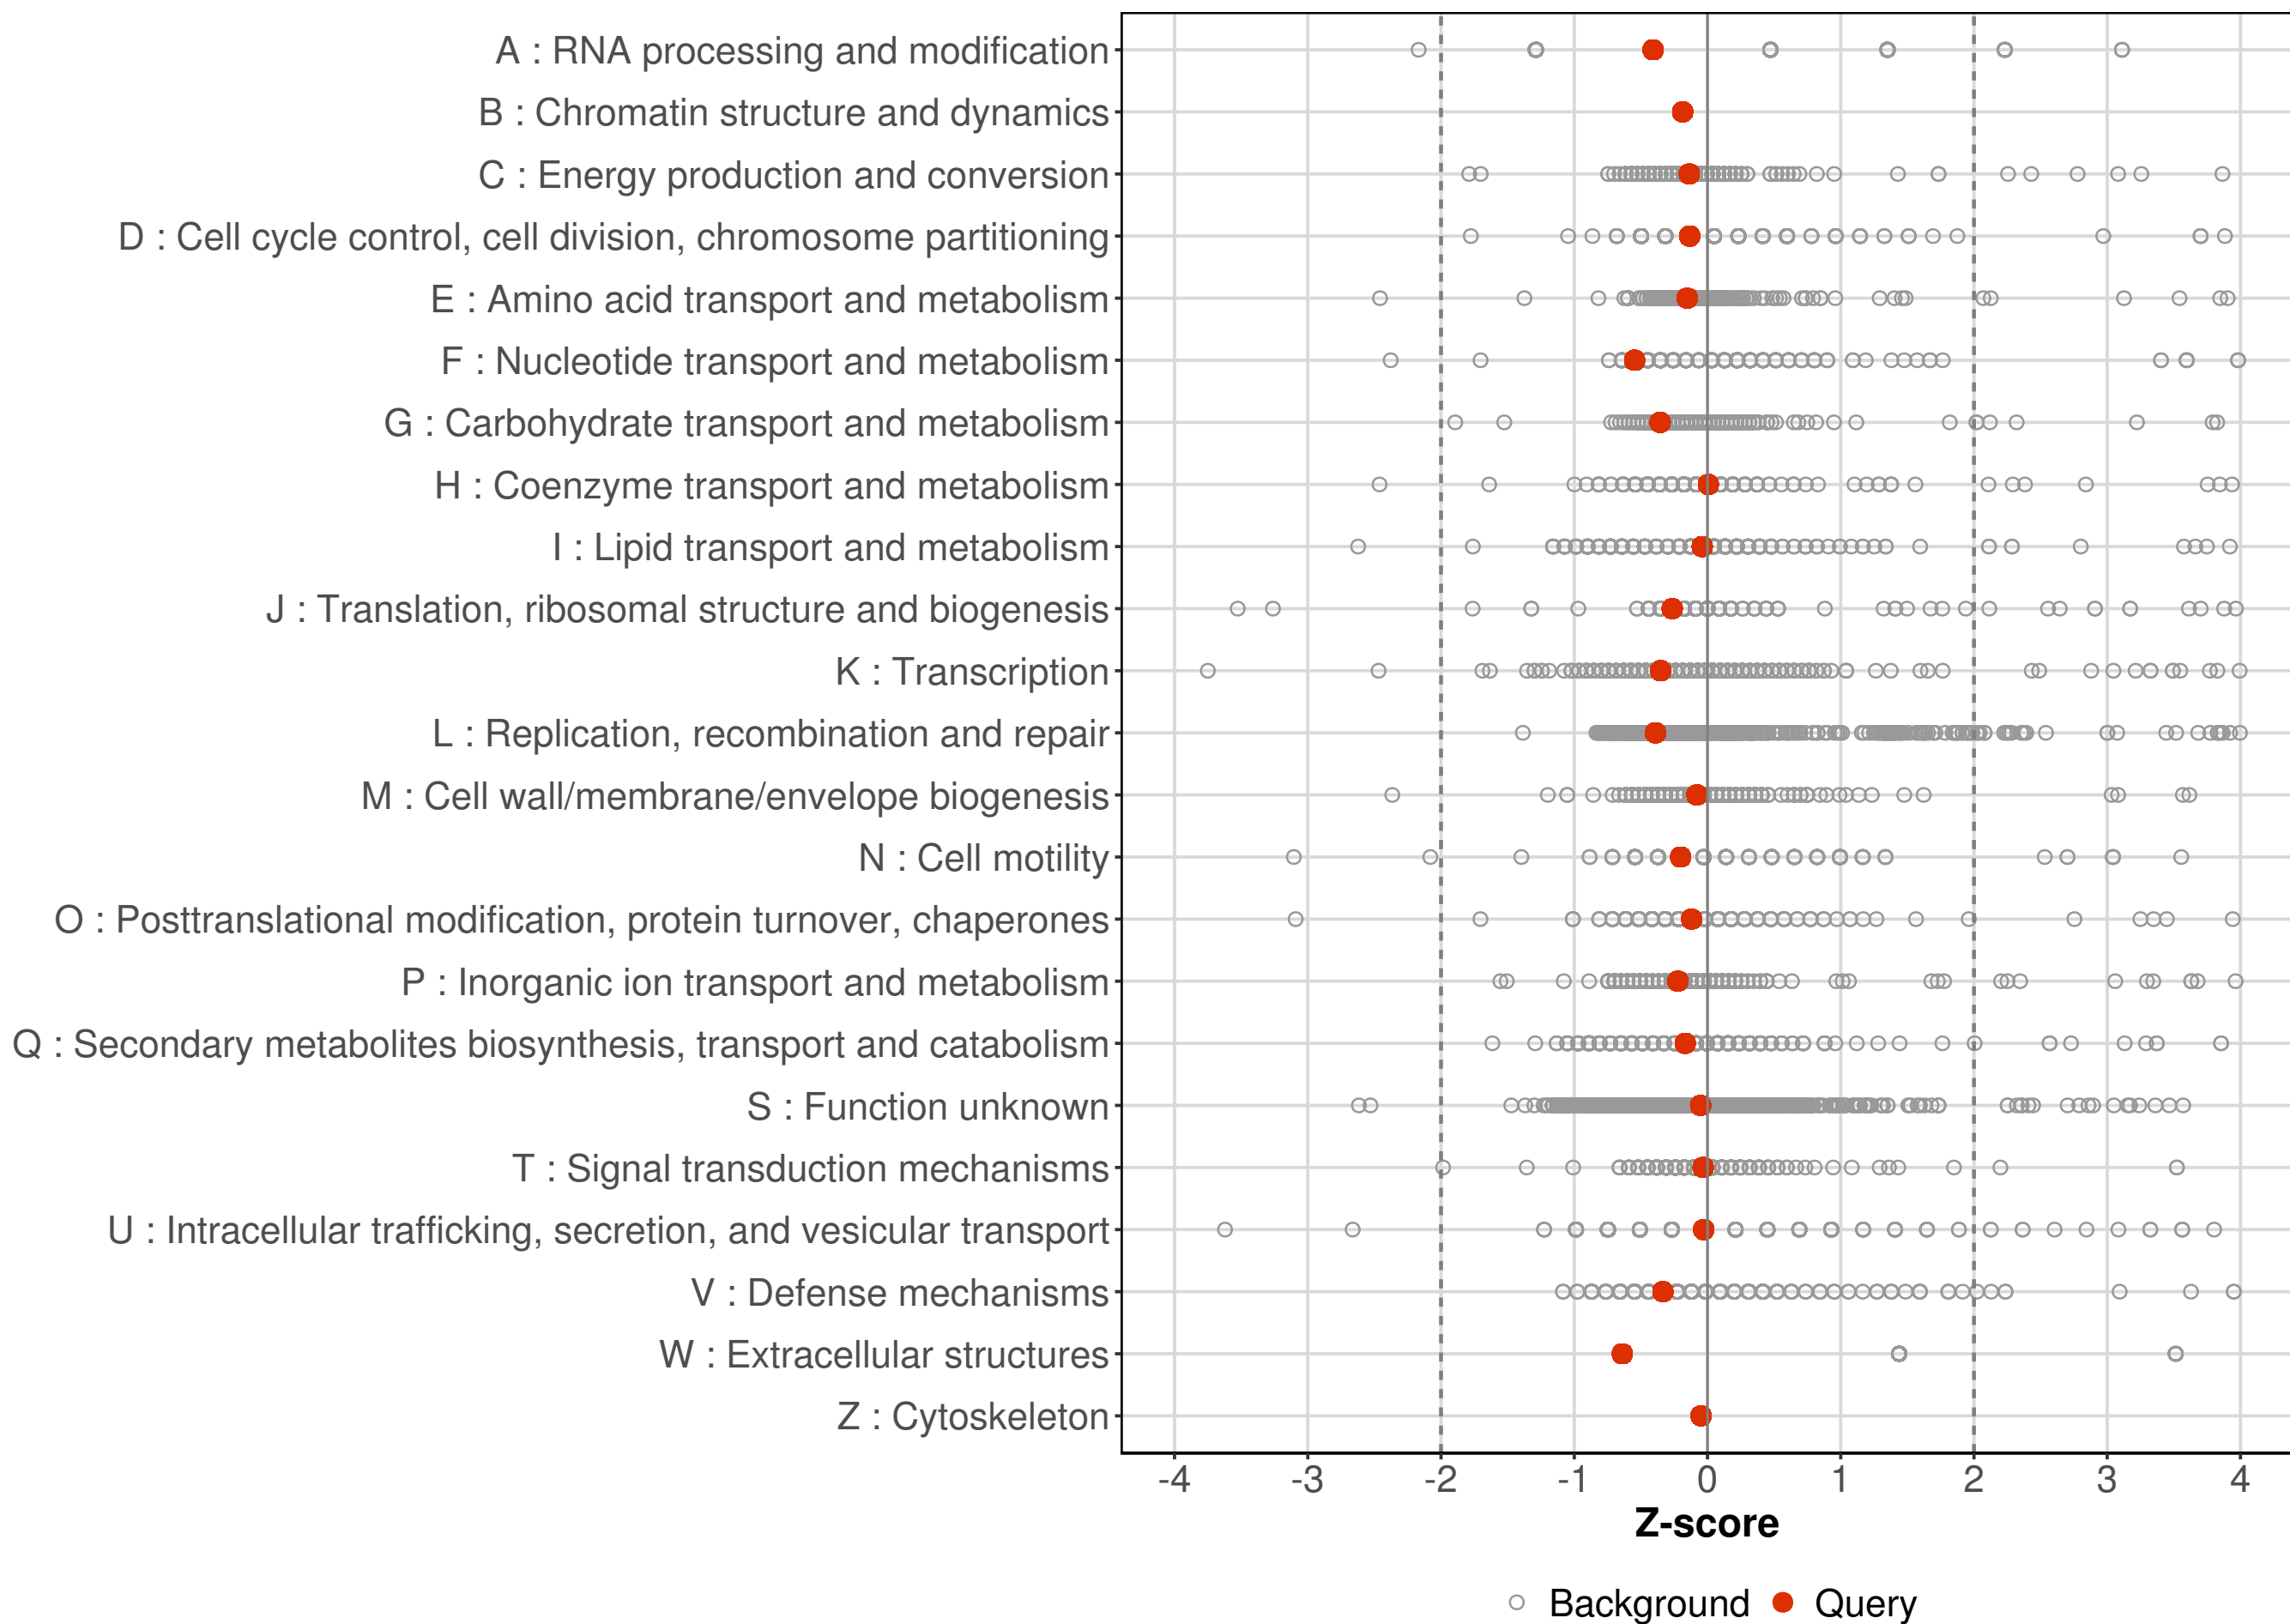 A : RNA processing and modification
B : Chromatin structure and dynamics
C : Energy production and conversion
D : Cell cycle control, cell division, chromosome partitioning
E : Amino acid transport and metabolism
F : Nucleotide transport and metabolism
G : Carbohydrate transport and metabolism
H : Coenzyme transport and metabolism
I : Lipid transport and metabolism
J : Translation, ribosomal structure and biogenesis
K : Transcription
L : Replication, recombination and repair
M : Cell wall/membrane/envelope biogenesis
N : Cell motility
O : Posttranslational modification, protein turnover, chaperones
P : Inorganic ion transport and metabolism
Q : Secondary metabolites biosynthesis, transport and catabolism
S : Function unknown
T : Signal transduction mechanisms
U : Intracellular trafficking, secretion, and vesicular transport
V : Defense mechanisms
W : Extracellular structures
Z : Cytoskeleton
-4 -3 -2 -1 0 1 2 3 4
Z-score
Background Query